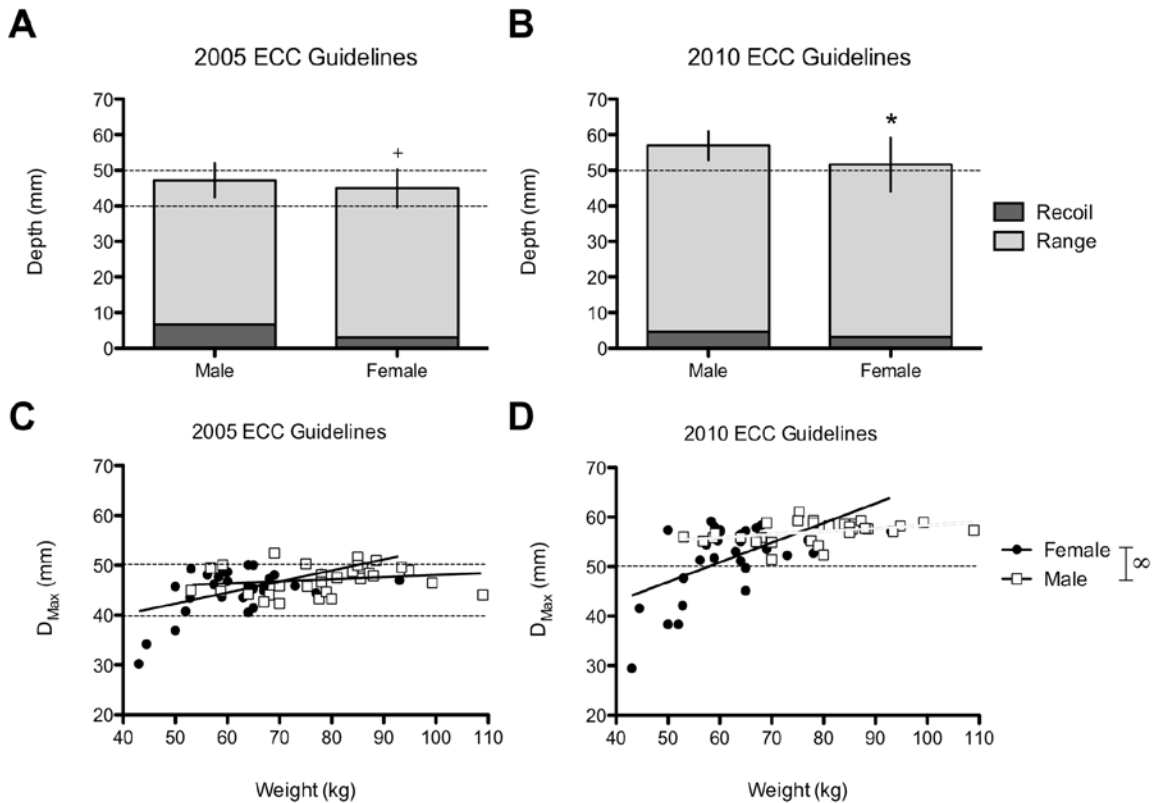 A
2005 ECC Guidelines
70
60
50
40
30
20
10
0
Depth (mm)
+
Male
Female
B
2010 ECC Guidelines
70
60
50
40
30
20
10
0
Depth (mm)
*
Male
Female
Recoil
Range
C
2005 ECC Guidelines
70
60
50
40
30
20
DMax (mm)
40 50 60 70 80 90 100 110
Weight (kg)
D
2010 ECC Guidelines
70
60
50
40
30
20
DMax (mm)
40 50 60 70 80 90 100 110
Weight (kg)
Female
Male
∞